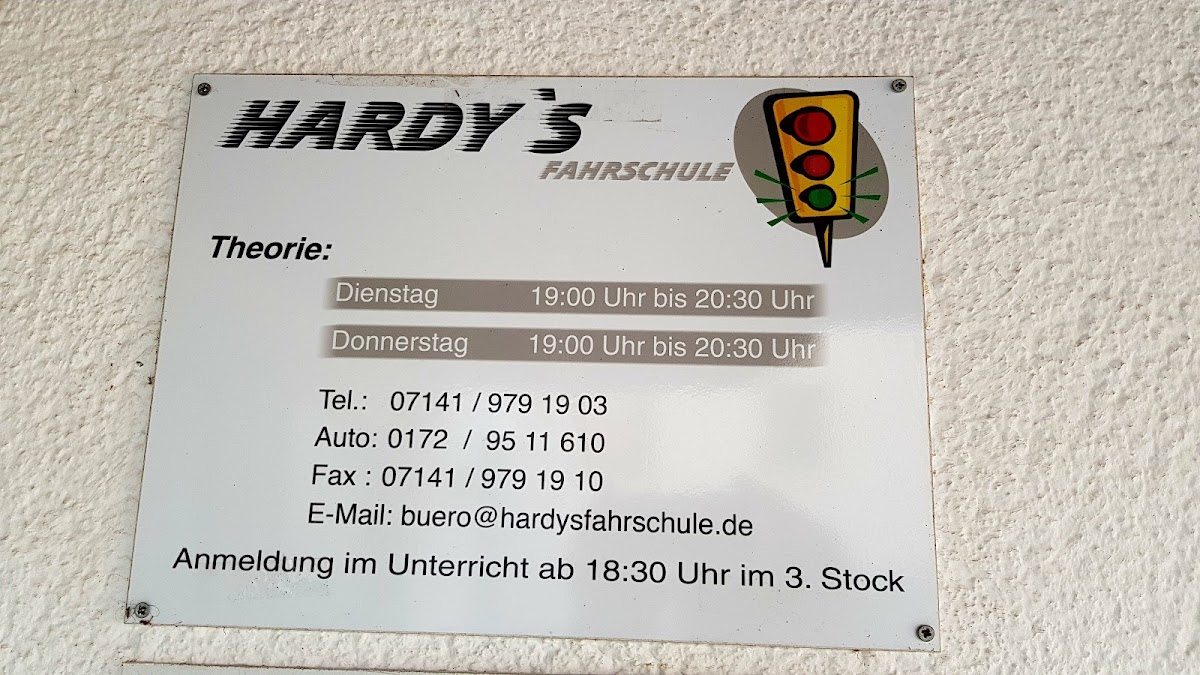 HARDY`S
FAHRSCHULE
Theorie:
Dienstag 19:00 Uhr bis 20:30 Uhr
Donnerstag 19:00 Uhr bis 20:30 Uhr
Tel.: 07141 / 979 19 03
Auto: 0172 / 95 11 610
Fax : 07141 / 979 19 10
E-Mail: buero@hardysfahrschule.de
Anmeldung im Unterricht ab 18:30 Uhr im 3. Stock